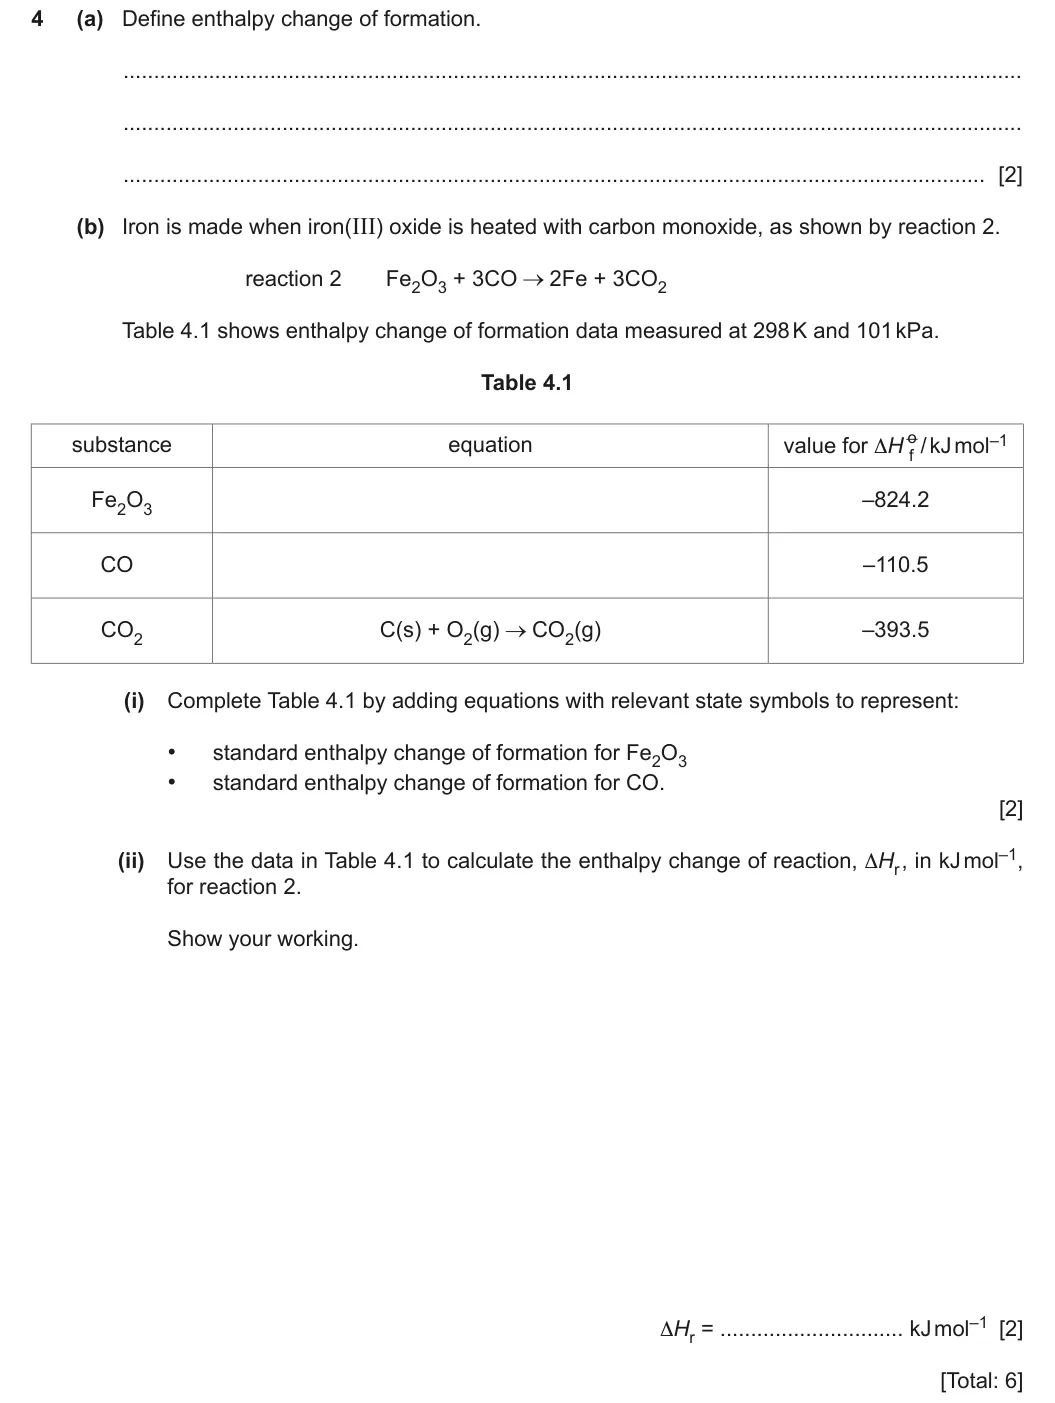 4 (a) Define enthalpy change of formation.
..........................................................................................................................................................
..........................................................................................................................................................
.................................................................................................................................................... [2]
(b) Iron is made when iron(III) oxide is heated with carbon monoxide, as shown by reaction 2.
reaction 2 Fe₂O₃ + 3CO → 2Fe + 3CO₂
Table 4.1 shows enthalpy change of formation data measured at 298 K and 101 kPa.
Table 4.1
substance equation value for ΔH⦵f / kJ mol⁻¹
Fe₂O₃ –824.2
CO –110.5
CO₂ C(s) + O₂(g) → CO₂(g) –393.5
(i) Complete Table 4.1 by adding equations with relevant state symbols to represent:
• standard enthalpy change of formation for Fe₂O₃
• standard enthalpy change of formation for CO.
[2]
(ii) Use the data in Table 4.1 to calculate the enthalpy change of reaction, ΔHᵣ, in kJ mol⁻¹,
for reaction 2.
Show your working.
ΔHᵣ = .............................. kJ mol⁻¹ [2]
[Total: 6]